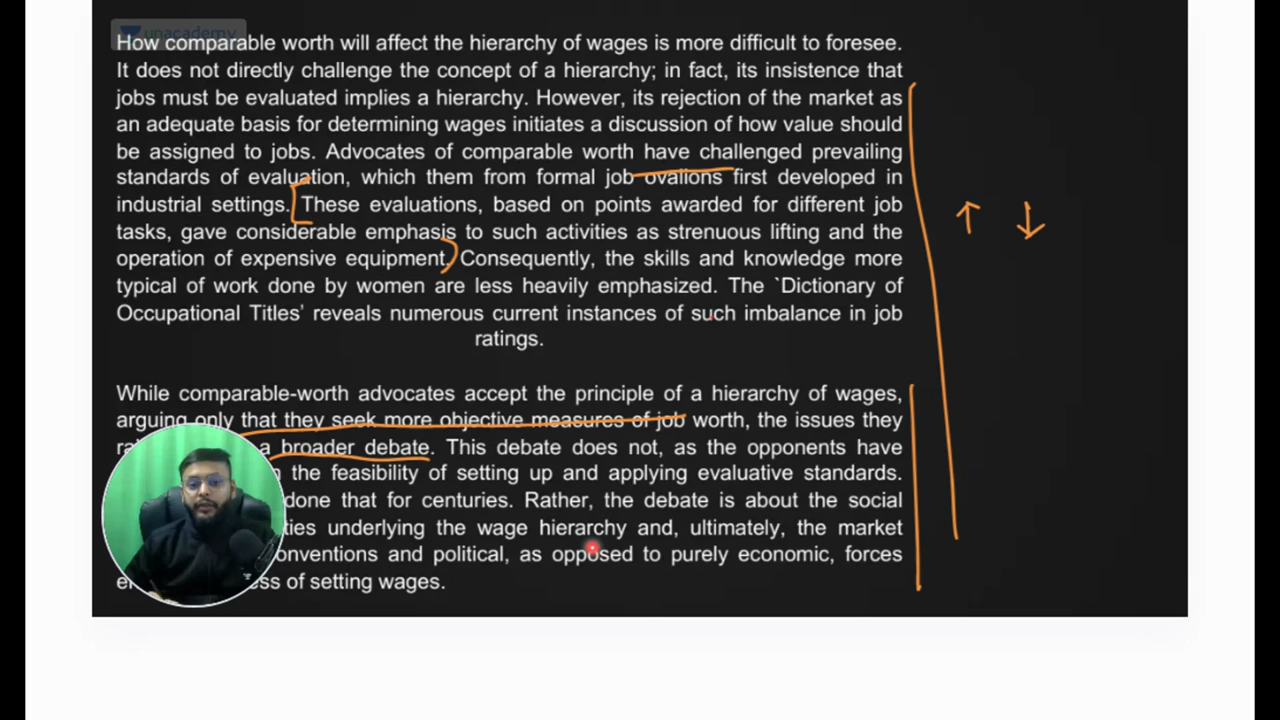 unacademy
How comparable worth will affect the hierarchy of wages is more difficult to foresee.
It does not directly challenge the concept of a hierarchy; in fact, its insistence that
jobs must be evaluated implies a hierarchy. However, its rejection of the market as
an adequate basis for determining wages initiates a discussion of how value should
be assigned to jobs. Advocates of comparable worth have challenged prevailing
standards of evaluation, which them from formal job ovalions first developed in
industrial settings. These evaluations, based on points awarded for different job
tasks, gave considerable emphasis to such activities as strenuous lifting and the
operation of expensive equipment. Consequently, the skills and knowledge more
typical of work done by women are less heavily emphasized. The `Dictionary of
Occupational Titles' reveals numerous current instances of such imbalance in job
ratings.
While comparable-worth advocates accept the principle of a hierarchy of wages,
arguing only that they seek more objective measures of job worth, the issues they
a broader debate. This debate does not, as the opponents have
the feasibility of setting up and applying evaluative standards.
done that for centuries. Rather, the debate is about the social
underlying the wage hierarchy and, ultimately, the market
and political, as opposed to purely economic, forces
of setting wages.